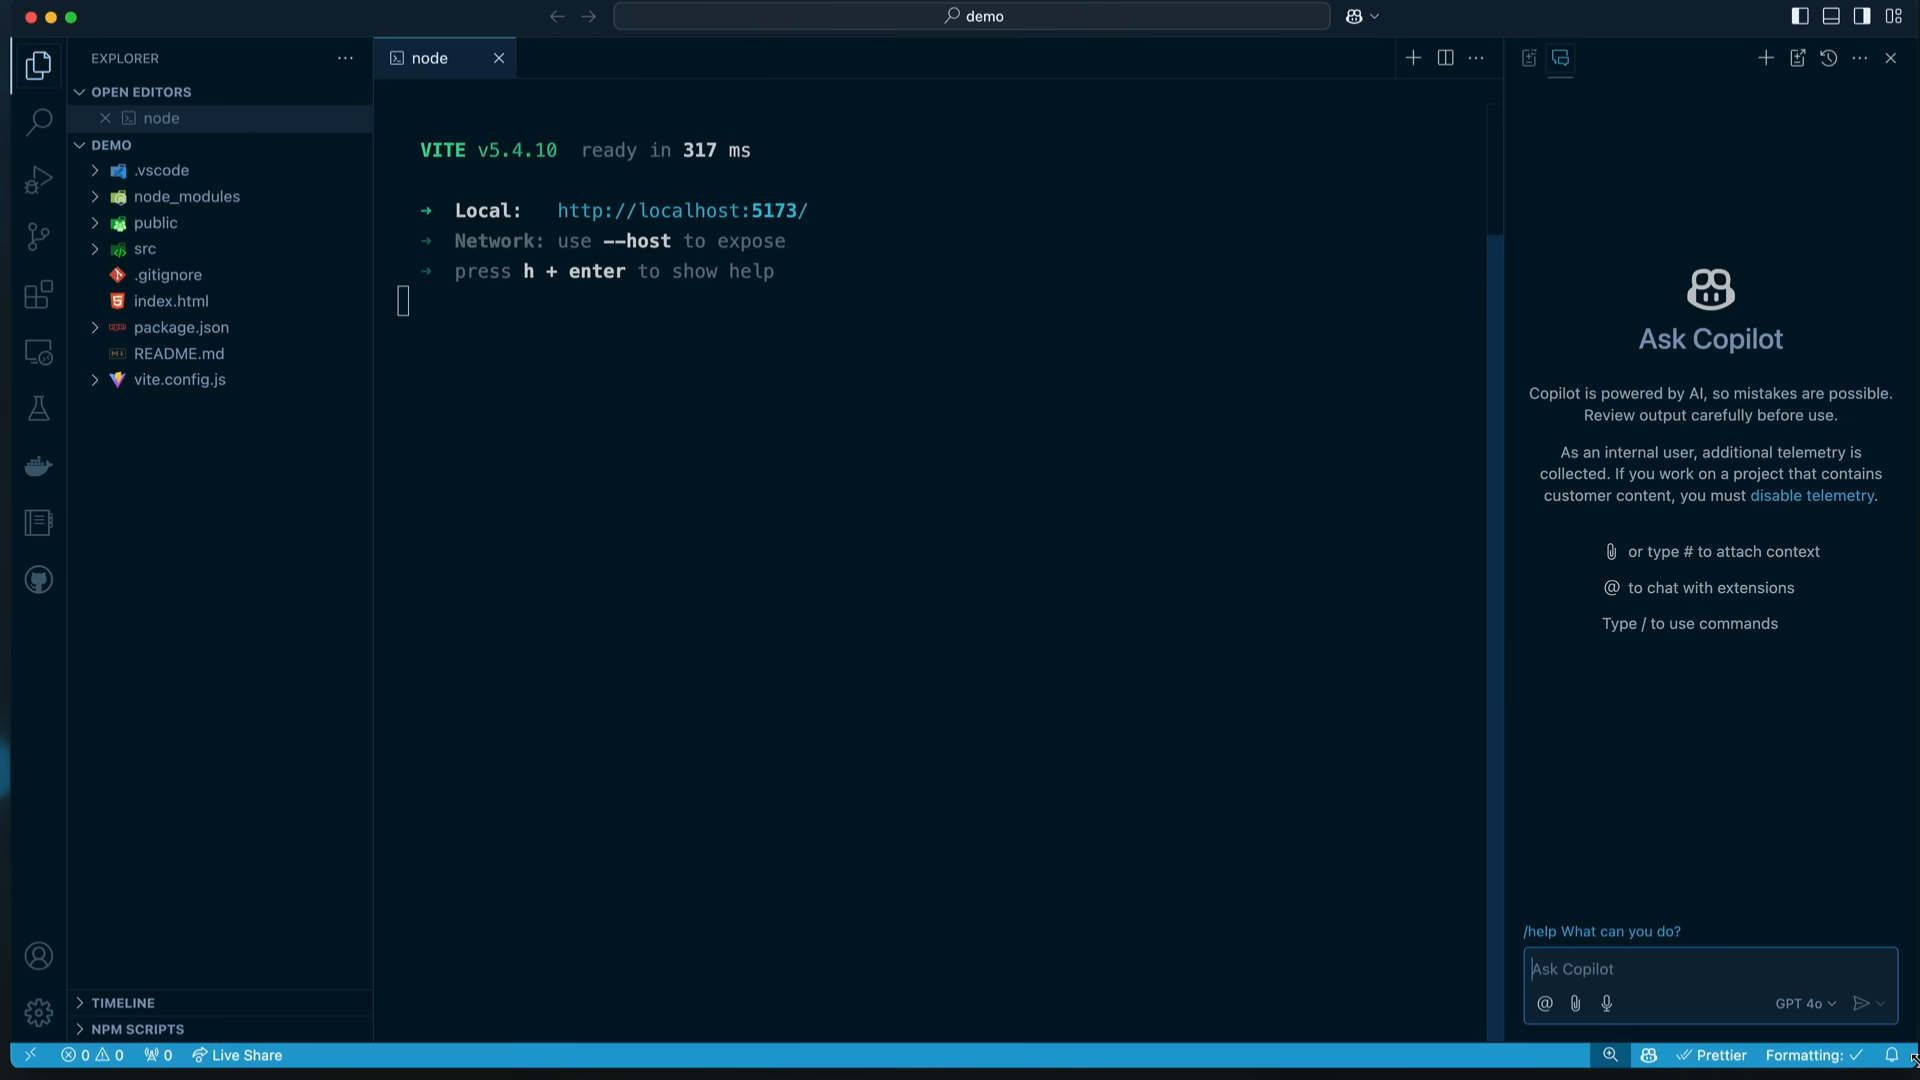 demo
EXPLORER
OPEN EDITORS
node
DEMO
.vscode
node_modules
public
src
.gitignore
index.html
package.json
README.md
vite.config.js
TIMELINE
NPM SCRIPTS
node
VITE v5.4.10 ready in 317 ms
➜ Local: http://localhost:5173/
➜ Network: use --host to expose
➜ press h + enter to show help
Ask Copilot
Copilot is powered by AI, so mistakes are possible.
Review output carefully before use.
As an internal user, additional telemetry is
collected. If you work on a project that contains
customer content, you must disable telemetry.
or type # to attach context
@ to chat with extensions
Type / to use commands
/help What can you do?
Ask Copilot
@ GPT 4o
0 0 0 Live Share
Prettier Formatting: